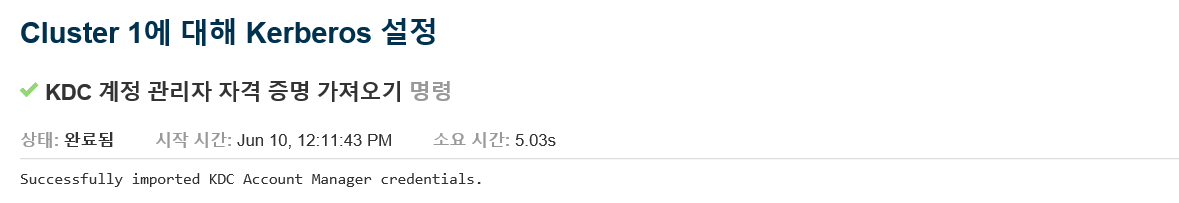 Cluster 1에 대해 Kerberos 설정
KDC 계정 관리자 자격 증명 가져오기 명령
상태: 완료됨 시작 시간: Jun 10, 12:11:43 PM 소요 시간: 5.03s
Successfully imported KDC Account Manager credentials.